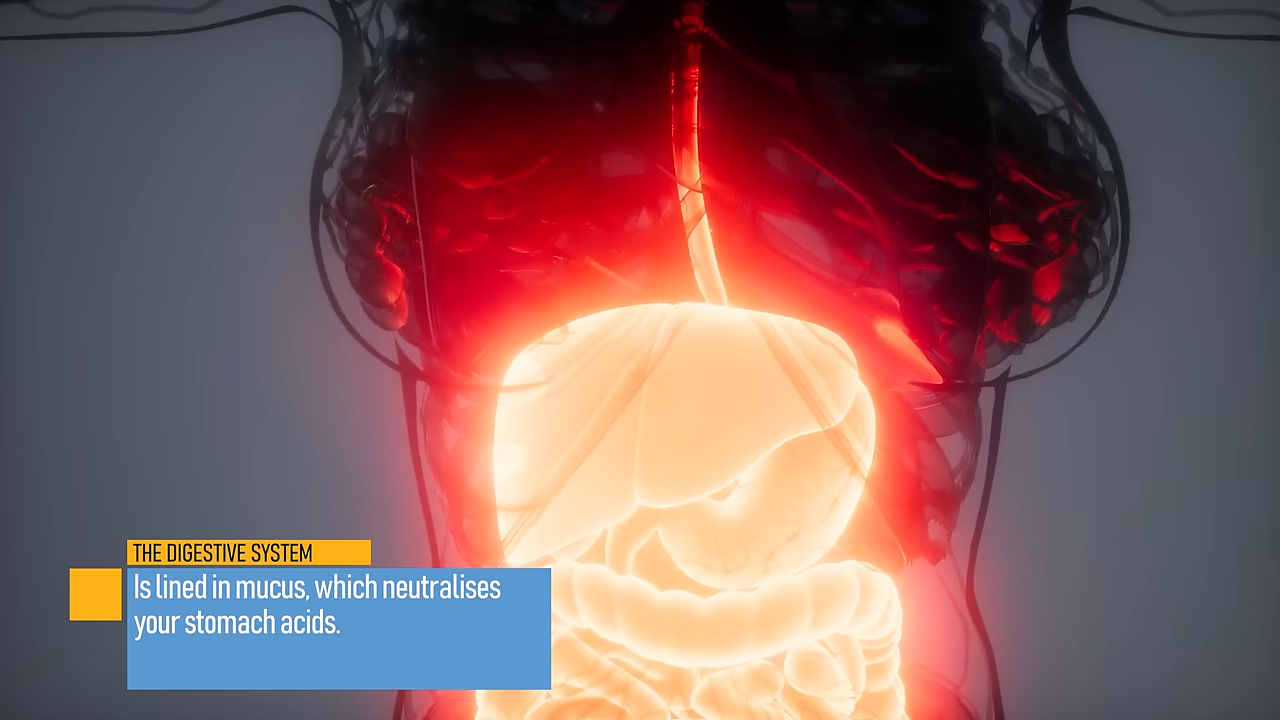 THE DIGESTIVE SYSTEM
Is lined in mucus, which neutralises
your stomach acids.